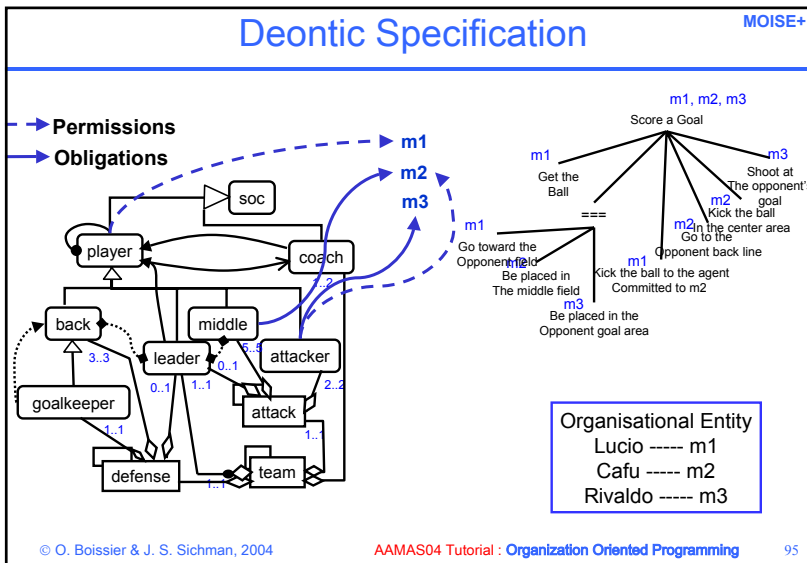 Deontic Specification
MOISE+
Permissions
Obligations
m1
m2
m3
soc
player
coach
1..2
back
leader
middle
attacker
3..3
0..1
1..1
0..1
5..5
2..2
goalkeeper
attack
1..1
1..1
defense
1..1
team
m1, m2, m3
Score a Goal
m1
Get the
Ball
===
m3
Shoot at
The opponent's
goal
m2
Kick the ball
In the center area
m2
Go to the
Opponent back line
m1
Go toward the
Opponent field
m2
Be placed in
The middle field
m1
Kick the ball to the agent
Committed to m2
m3
Be placed in the
Opponent goal area
Organisational Entity
Lucio ----- m1
Cafu ----- m2
Rivaldo ----- m3
© O. Boissier & J. S. Sichman, 2004
AAMAS04 Tutorial : Organization Oriented Programming
95